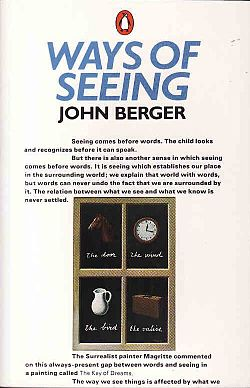 WAYS OF
SEEING
JOHN BERGER
Seeing comes before words. The child looks
and recognizes before it can speak.
But there is also another sense in which seeing
comes before words. It is seeing which establishes our place
in the surrounding world; we explain that world with words,
but words can never undo the fact that we are surrounded by
it. The relation between what we see and what we know is
never settled.
the door
the wind
the bird
the valise
The Surrealist painter Magritte commented
on this always-present gap between words and seeing in
a painting called The Key of Dreams.
The way we see things is affected by what we